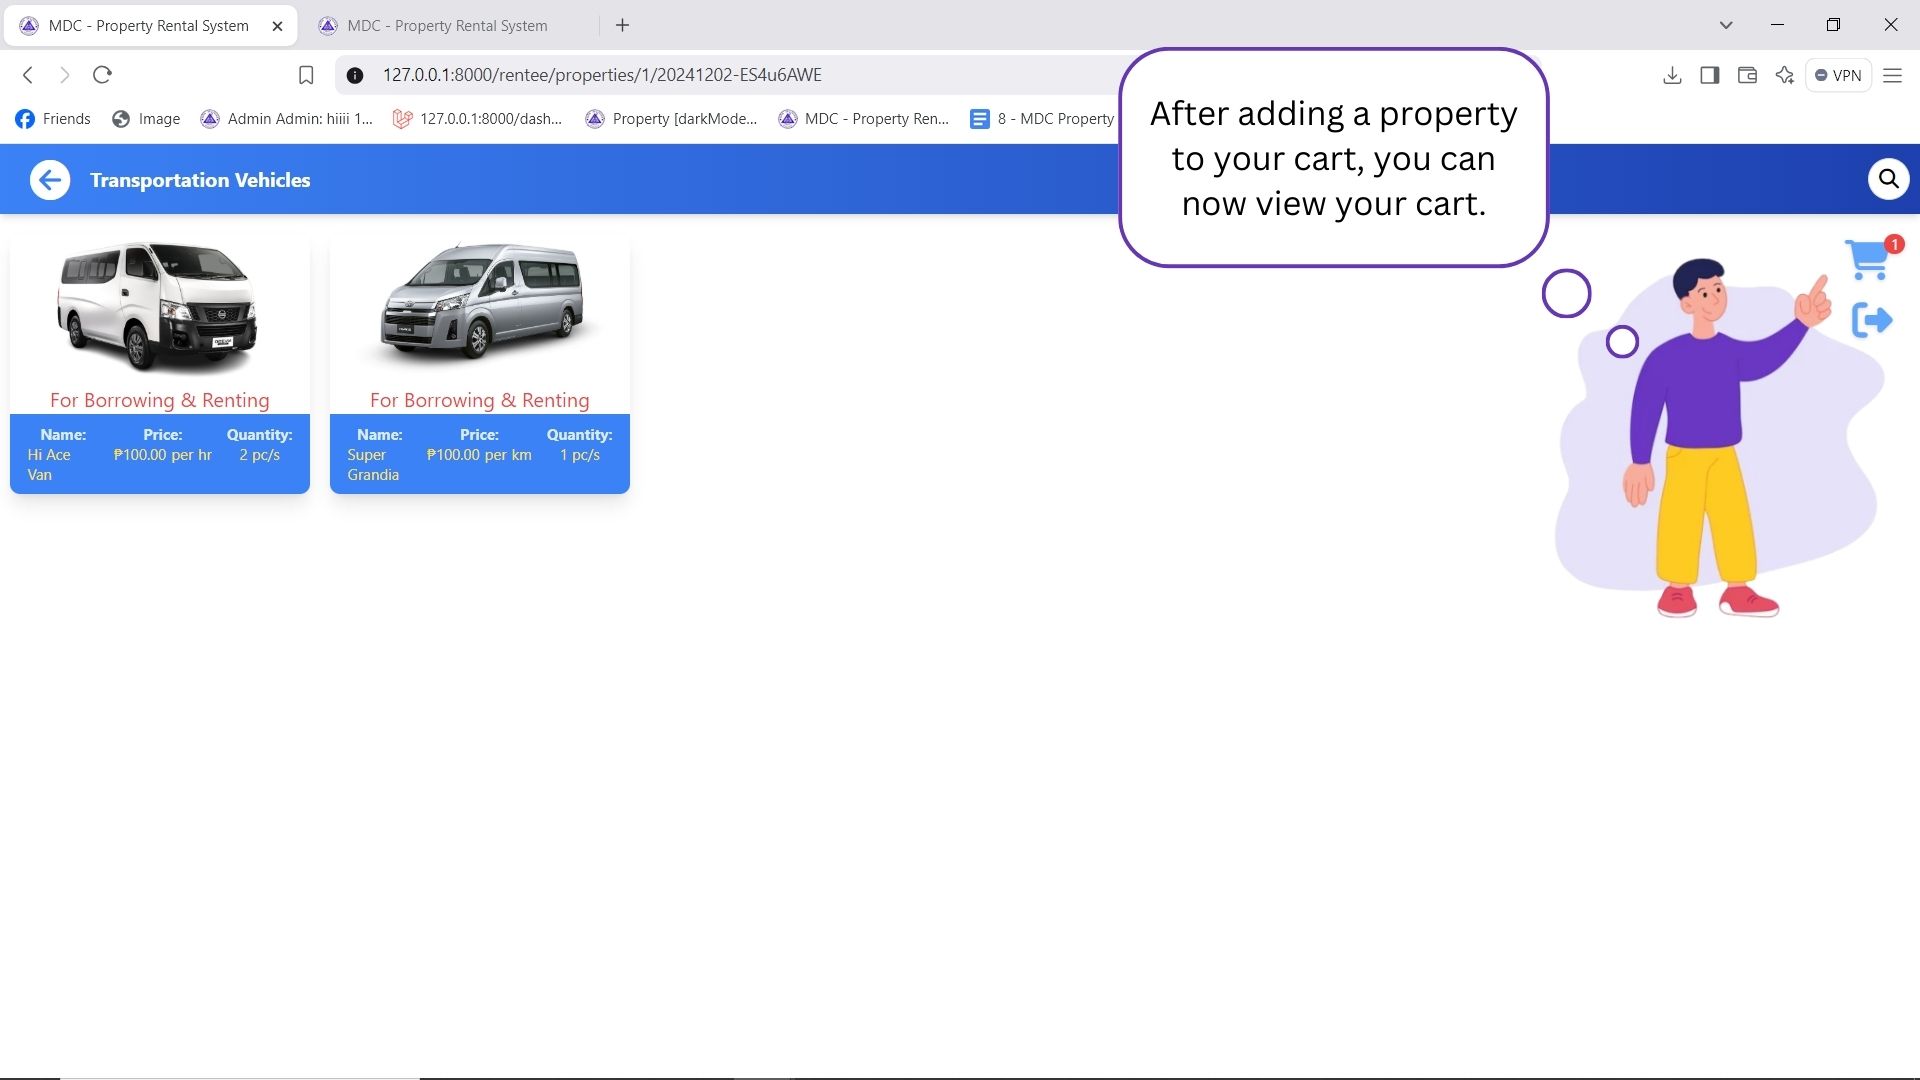 MDC - Property Rental System
MDC - Property Rental System
127.0.0.1:8000/rentee/properties/1/20241202-ES4u6AWE
VPN
Friends
Image
Admin Admin: hiiii 1...
127.0.0.1:8000/dash...
Property [darkMode...
MDC - Property Ren...
8 - MDC Property
After adding a property
to your cart, you can
now view your cart.
Transportation Vehicles
1
For Borrowing & Renting
Name: Price: Quantity:
Hi Ace ₱100.00 per hr 2 pc/s
Van
For Borrowing & Renting
Name: Price: Quantity:
Super ₱100.00 per km 1 pc/s
Grandia